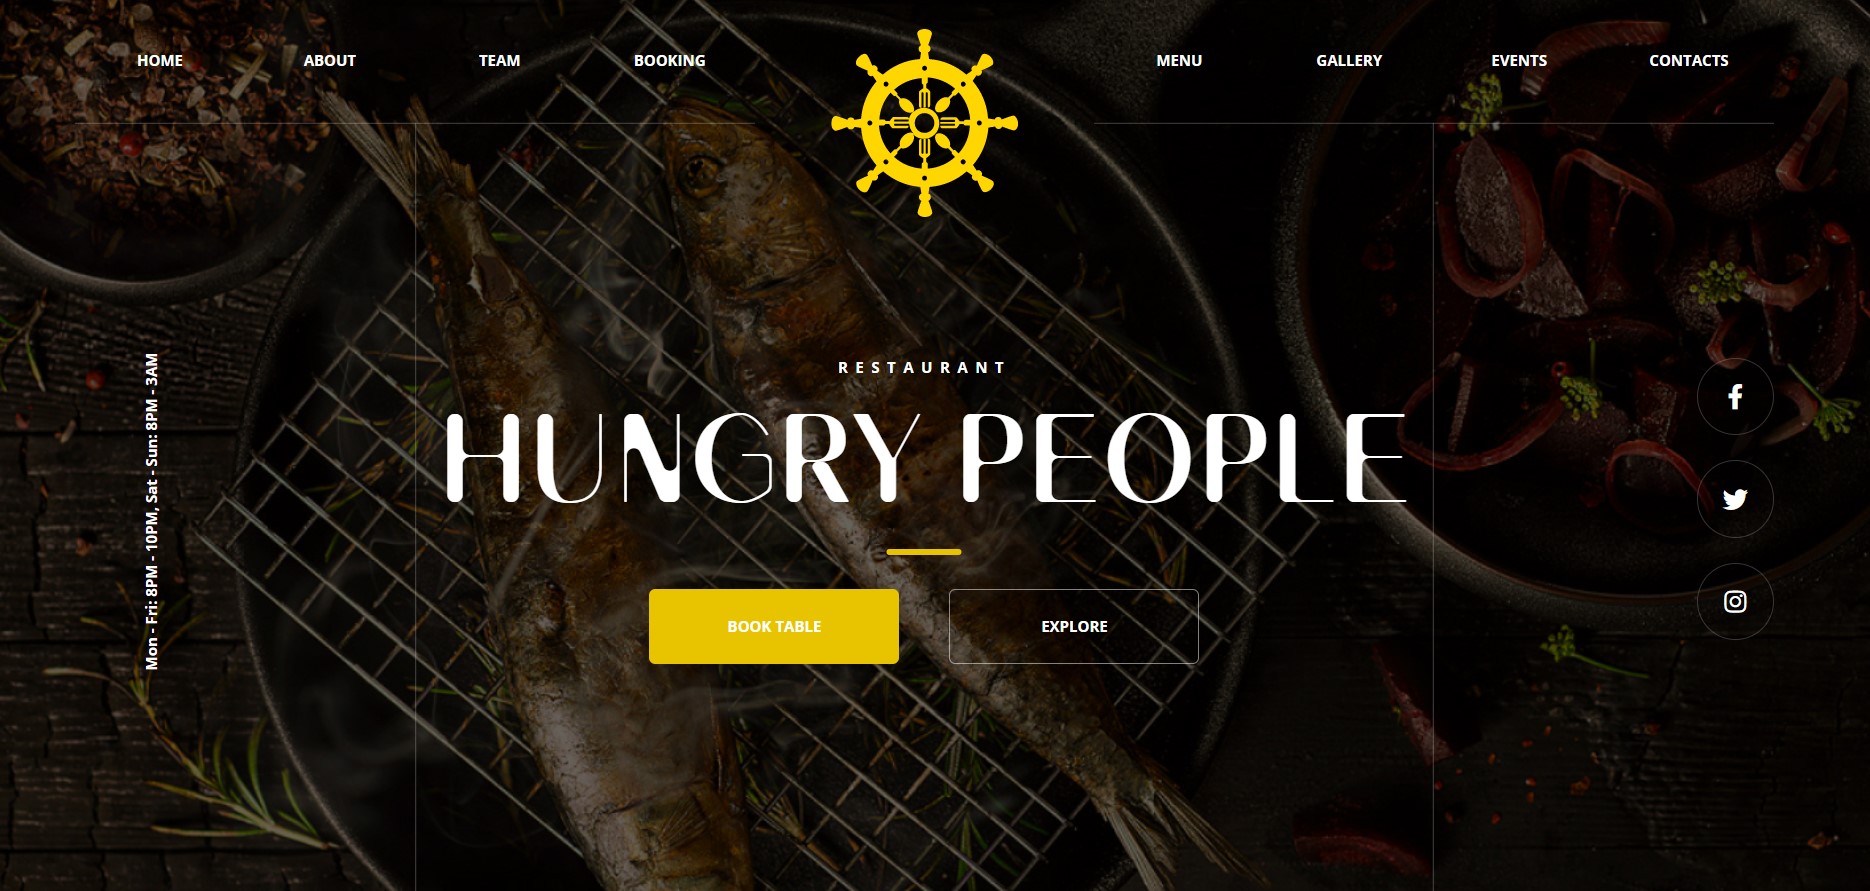 HOME ABOUT TEAM BOOKING MENU GALLERY EVENTS CONTACTS
Mon - Fri: 8PM - 10PM, Sat - Sun: 8PM - 3AM
RESTAURANT
HUNGRY PEOPLE
BOOK TABLE EXPLORE